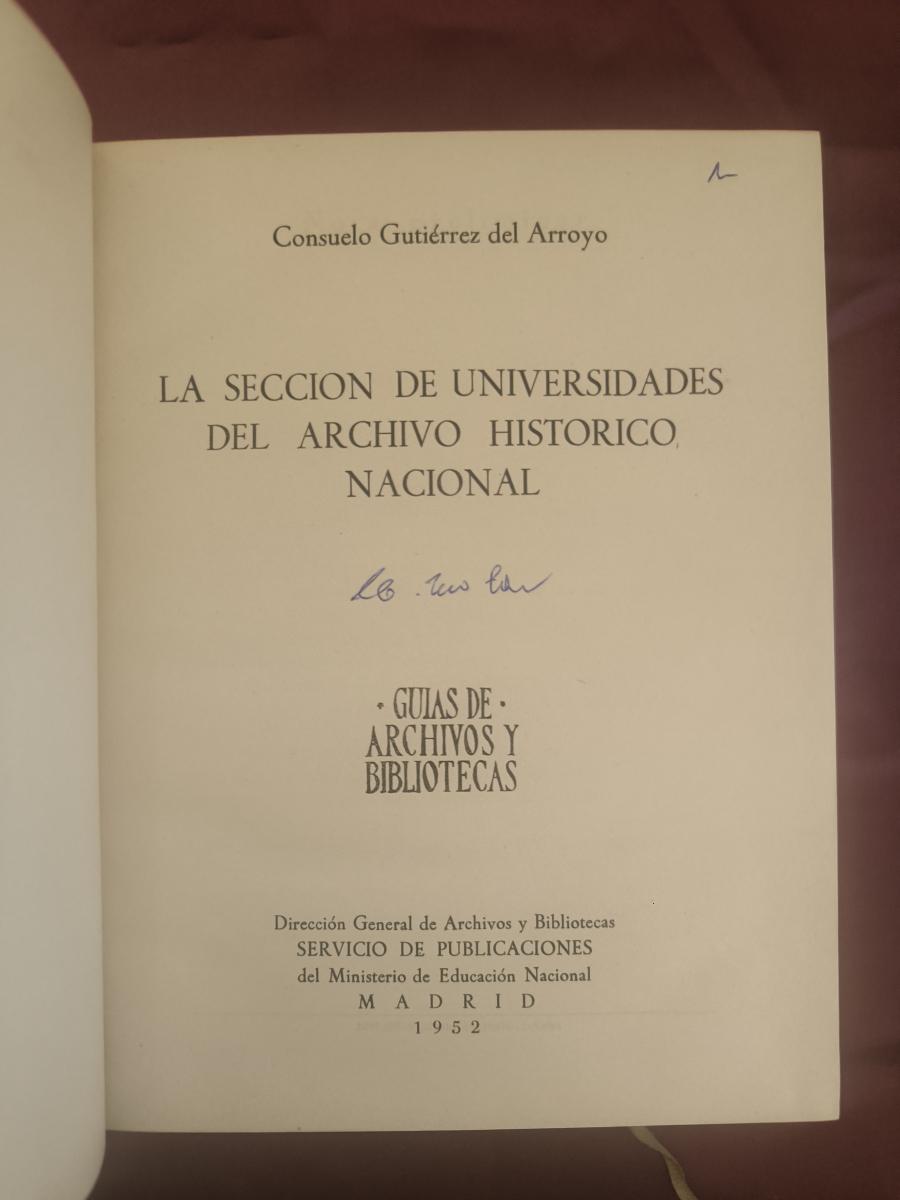 Consuelo Gutiérrez del Arroyo
LA SECCION DE UNIVERSIDADES
DEL ARCHIVO HISTORICO
NACIONAL
· GUIAS DE ·
ARCHIVOS Y
BIBLIOTECAS
Dirección General de Archivos y Bibliotecas
SERVICIO DE PUBLICACIONES
del Ministerio de Educación Nacional
MADRID
1952